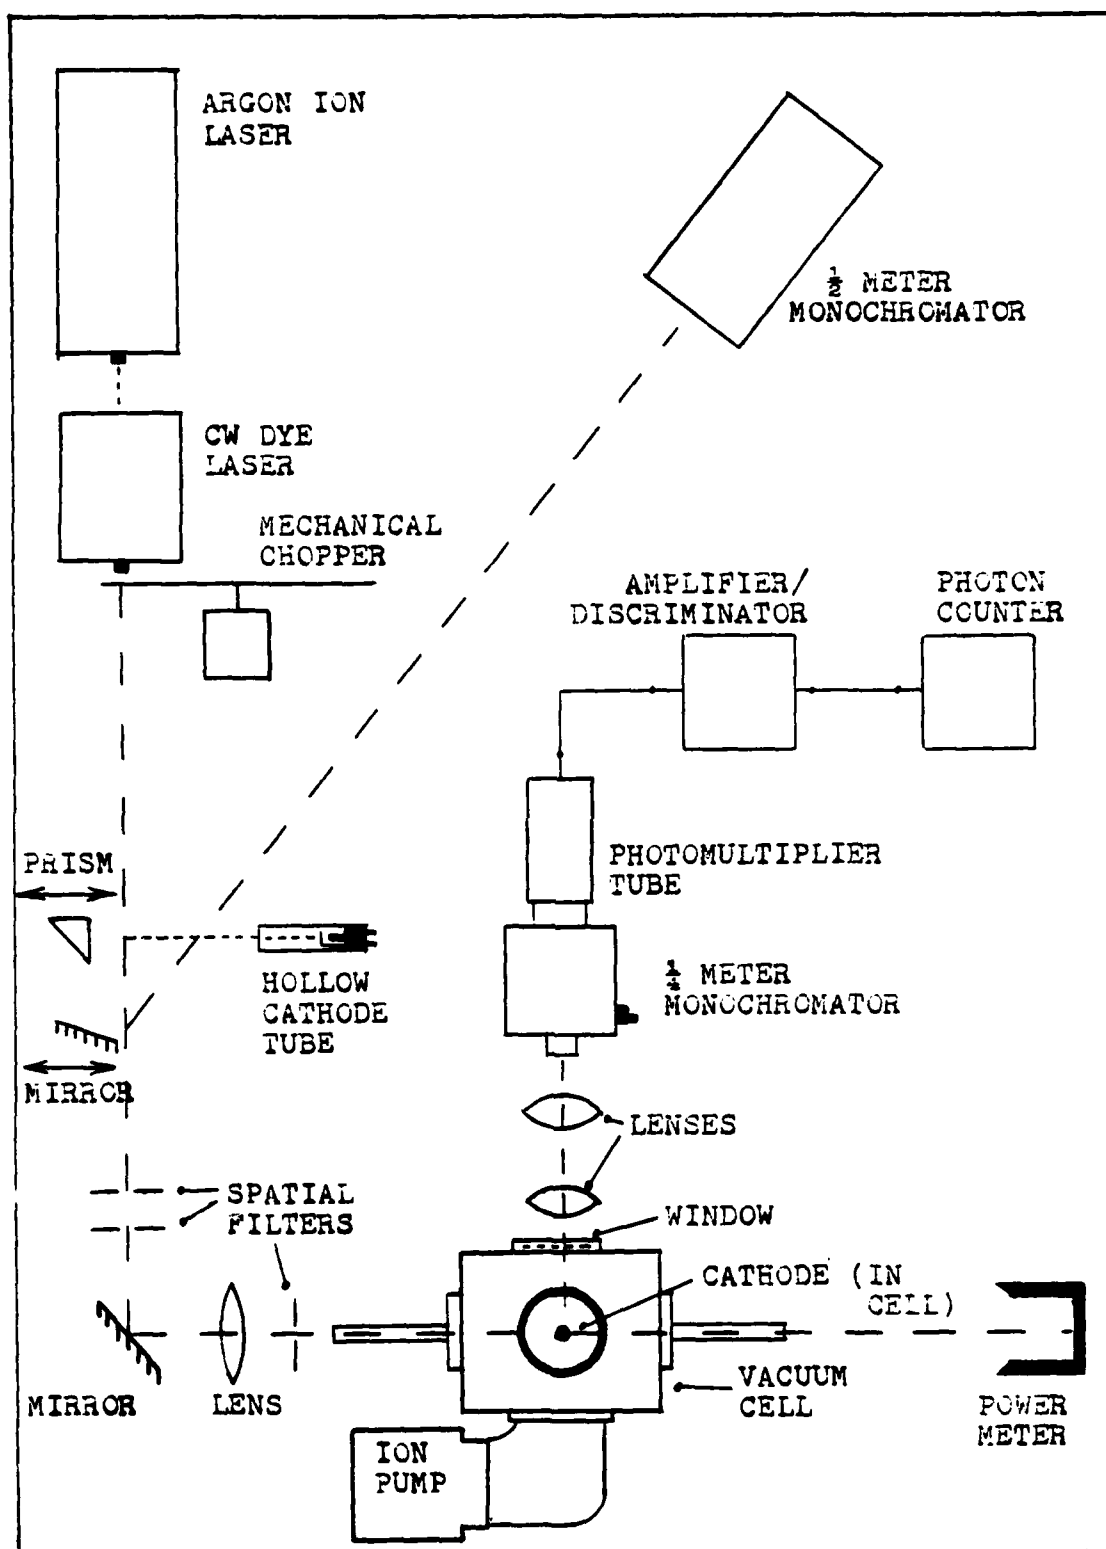 ARGON ION
LASER
½ METER
MONOCHROMATOR
CW DYE
LASER
MECHANICAL
CHOPPER
AMPLIFIER/
DISCRIMINATOR
PHOTON
COUNTER
PRISM
PHOTOMULTIPLIER
TUBE
HOLLOW
CATHODE
TUBE
¼ METER
MONOCHROMATOR
MIRROR
LENSES
SPATIAL
FILTERS
WINDOW
CATHODE (IN
CELL)
MIRROR
LENS
VACUUM
CELL
POWER
METER
ION
PUMP